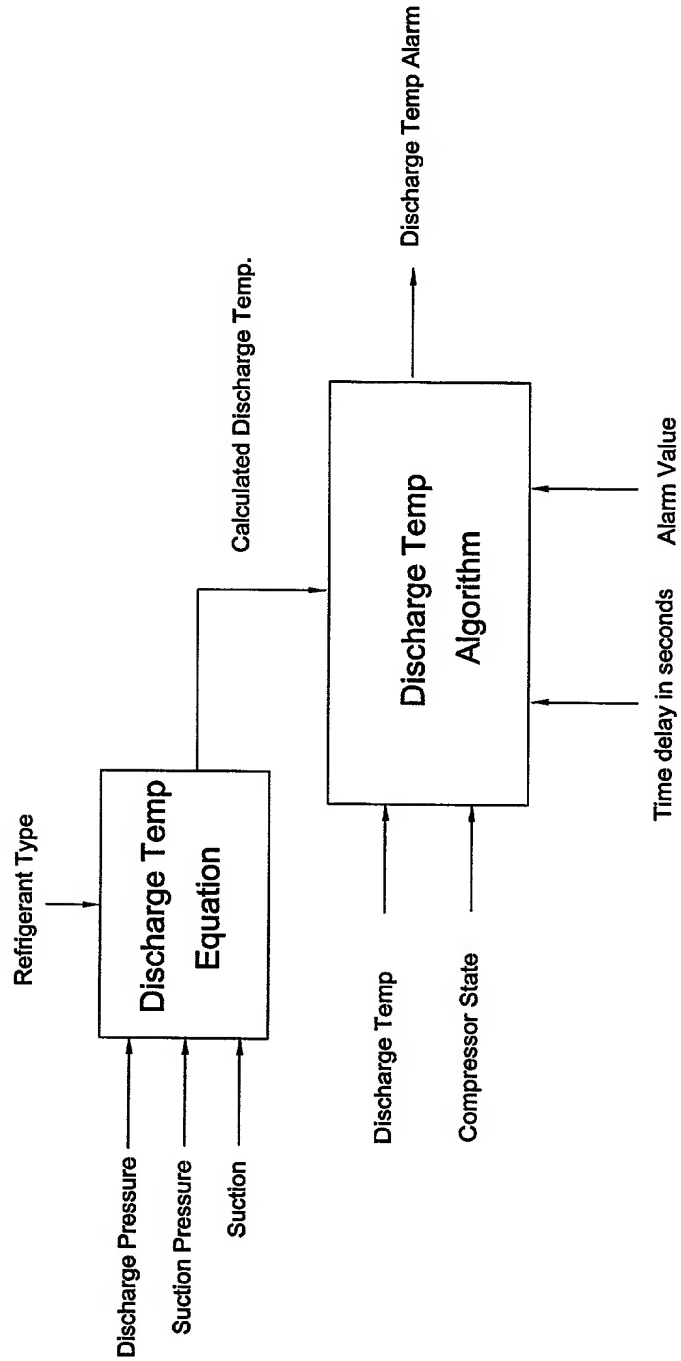 Refrigerant Type
Discharge Pressure
Suction Pressure
Suction
Discharge Temp
Equation
Calculated Discharge Temp.
Discharge Temp
Compressor State
Discharge Temp
Algorithm
Discharge Temp Alarm
Time delay in seconds
Alarm Value